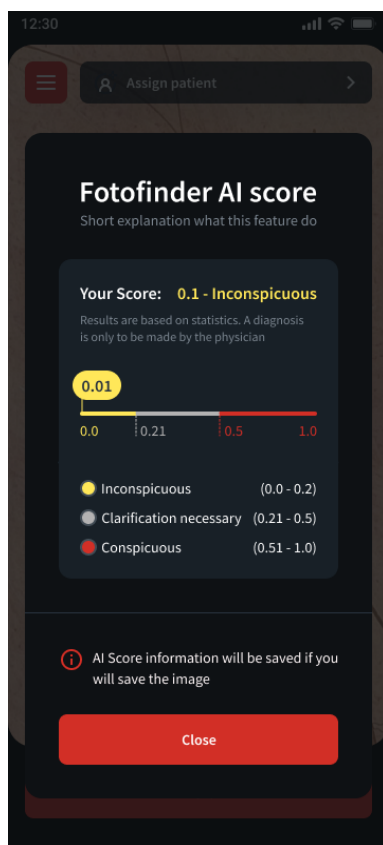 12:30
Assign patient
Fotofinder AI score
Short explanation what this feature do
Your Score: 0.1 - Inconspicuous
Results are based on statistics. A diagnosis
is only to be made by the physician
0.01
0.0 0.21 0.5 1.0
Inconspicuous (0.0 - 0.2)
Clarification necessary (0.21 - 0.5)
Conspicuous (0.51 - 1.0)
AI Score information will be saved if you
will save the image
Close